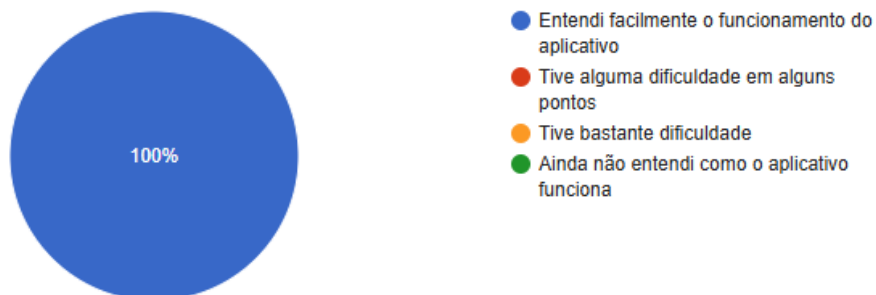 100%
Entendi facilmente o funcionamento do
aplicativo
Tive alguma dificuldade em alguns
pontos
Tive bastante dificuldade
Ainda não entendi como o aplicativo
funciona